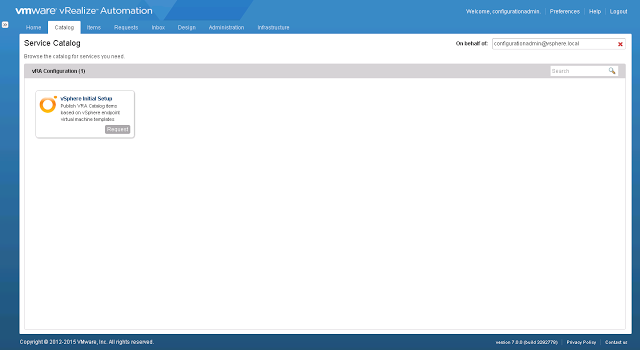 vmware vRealize Automation
Welcome, configurationadmin. Preferences Help Logout
Home Catalog Items Requests Inbox Design Administration Infrastructure
Service Catalog
On behalf of: configurationadmin@vsphere.local
Browse the catalog for services you need.
vRA Configuration (1)
Search
vSphere Initial Setup
Publish VRA Catalog items
based on vSphere endpoint
virtual machine templates
Request
Copyright © 2012-2015 VMware, Inc. All rights reserved.
version 7.0.0 (build 3292778) Privacy Policy Contact us